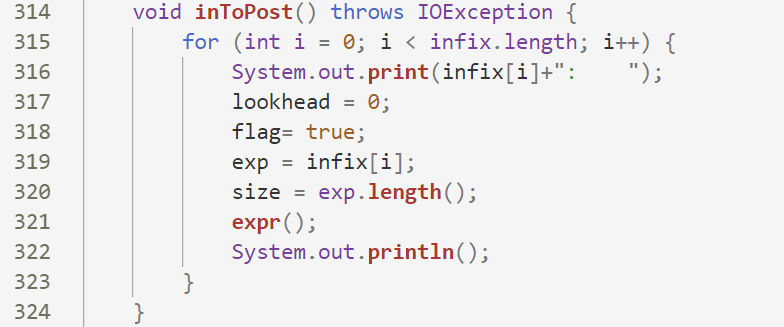 314 void inToPost() throws IOException {
315 for (int i = 0; i < infix.length; i++) {
316 System.out.print(infix[i]+":    ");
317 lookhead = 0;
318 flag= true;
319 exp = infix[i];
320 size = exp.length();
321 expr();
322 System.out.println();
323 }
324 }